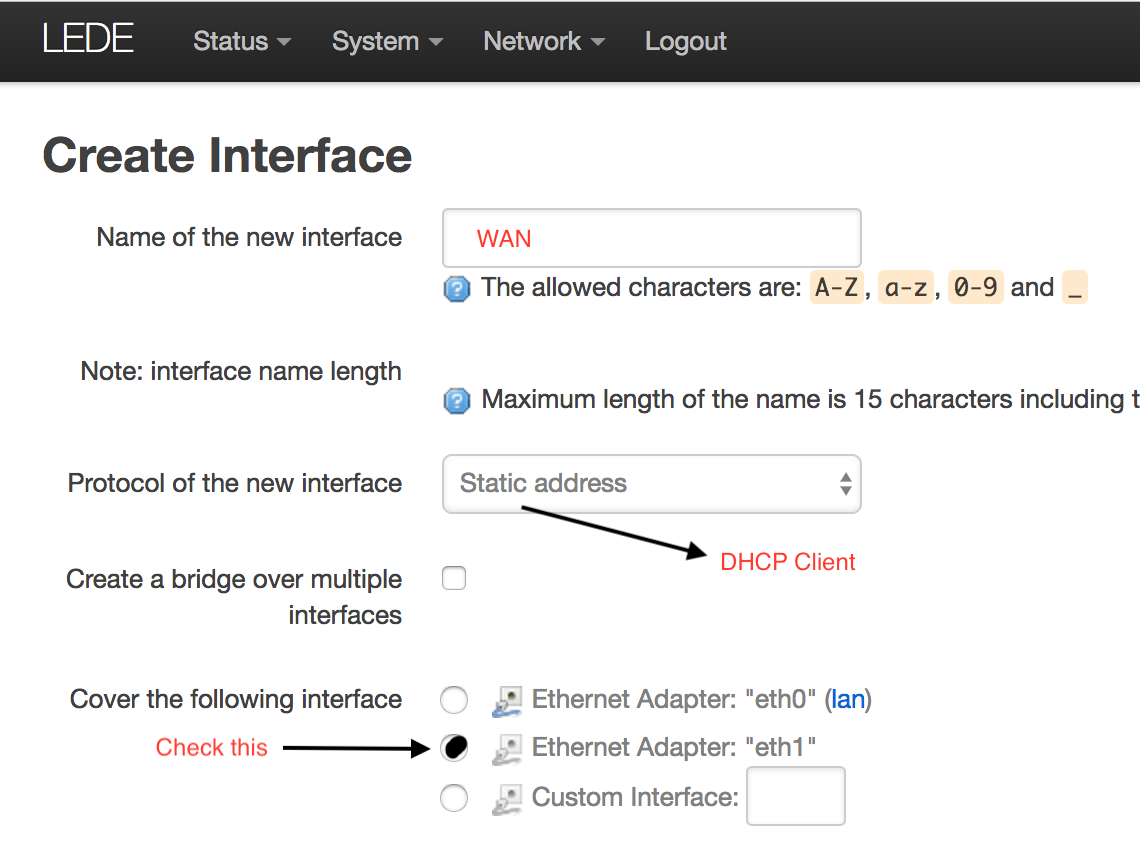 LEDE Status System Network Logout
Create Interface
Name of the new interface
WAN
The allowed characters are: A-Z, a-z, 0-9 and _
Note: interface name length
Maximum length of the name is 15 characters including t
Protocol of the new interface
Static address
DHCP Client
Create a bridge over multiple
interfaces
Cover the following interface
Ethernet Adapter: "eth0" (lan)
Check this
Ethernet Adapter: "eth1"
Custom Interface: